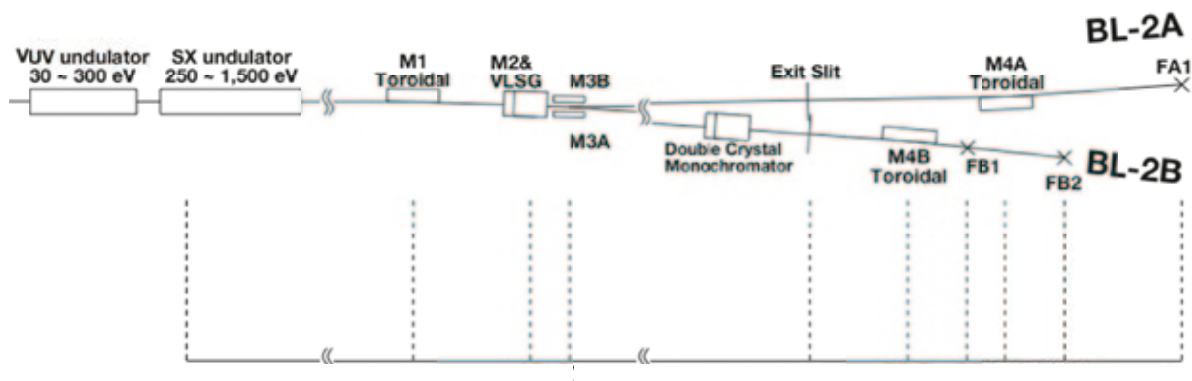 BL-2A
VUV undulator
30 ~ 300 eV
SX undulator
250 ~ 1,500 eV
M1
Toroidal
M2&
VLSG
M3B
M3A
Exit Slit
M4A
Toroidal
FA1
Double Crystal
Monochromator
M4B
Toroidal
FB1
FB2
BL-2B